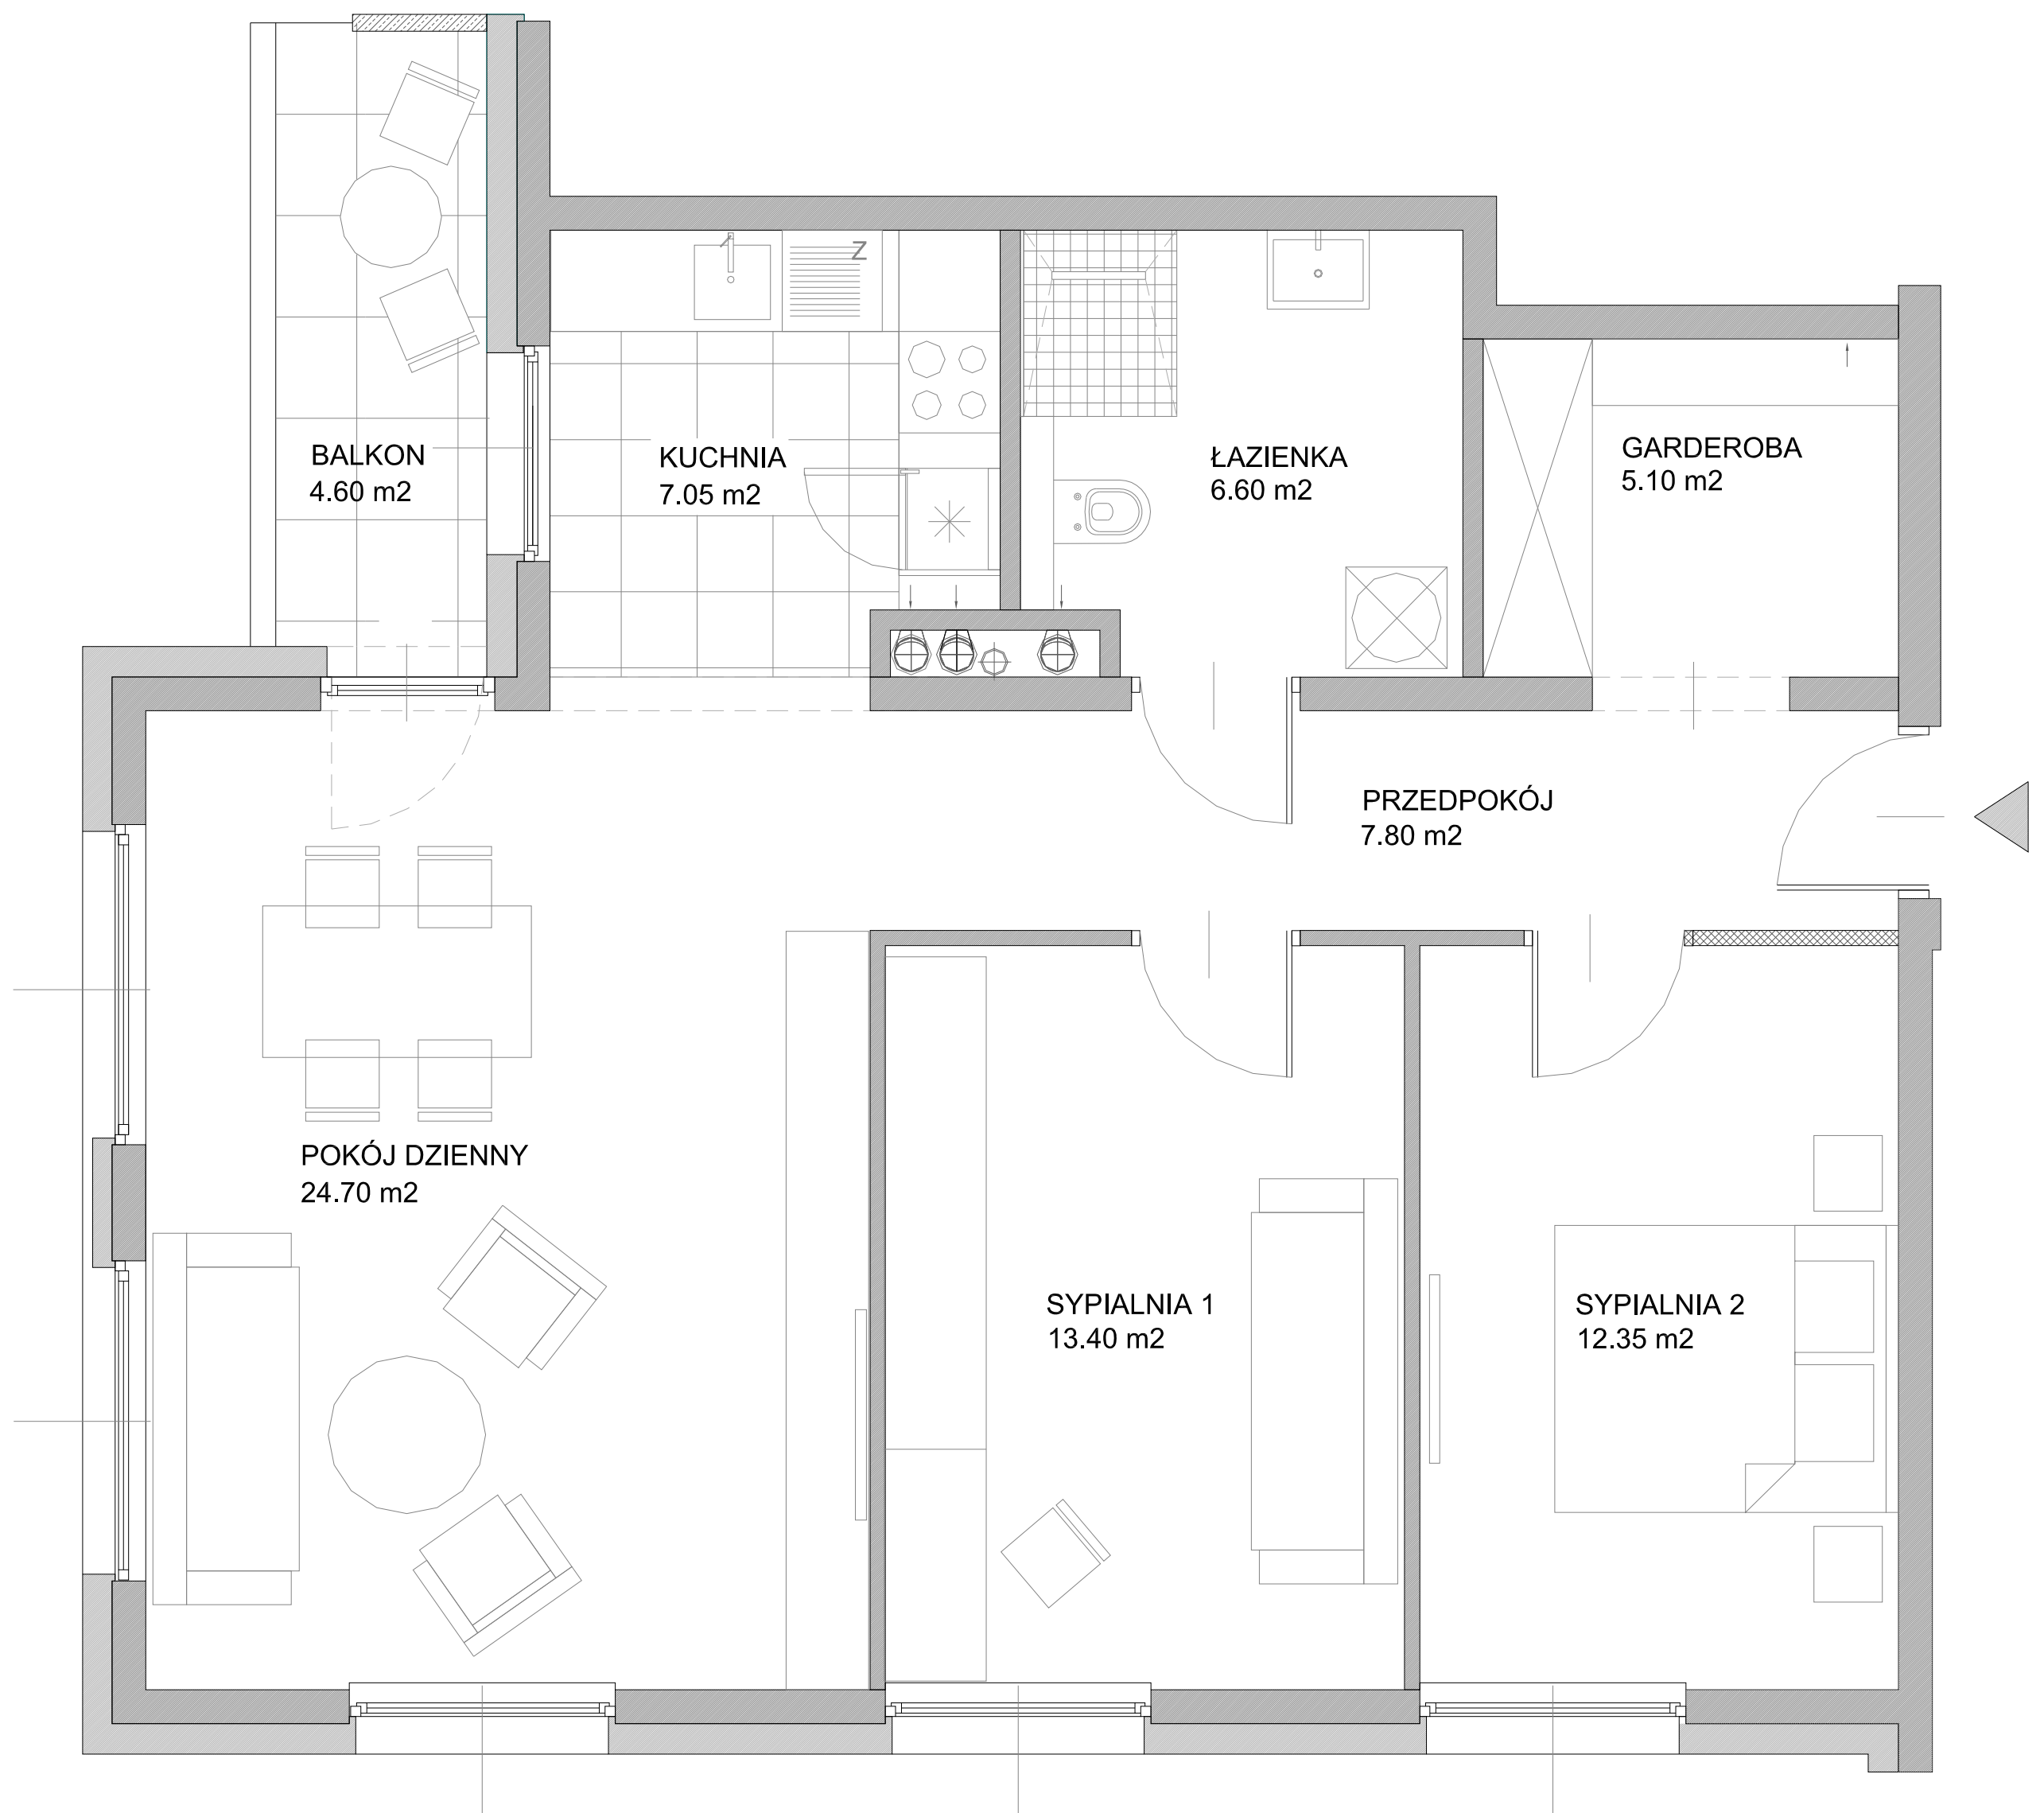 BALKON
4.60 m2
KUCHNIA
7.05 m2
Z
ŁAZIENKA
6.60 m2
GARDEROBA
5.10 m2
PRZEDPOKÓJ
7.80 m2
POKÓJ DZIENNY
24.70 m2
SYPIALNIA 1
13.40 m2
SYPIALNIA 2
12.35 m2